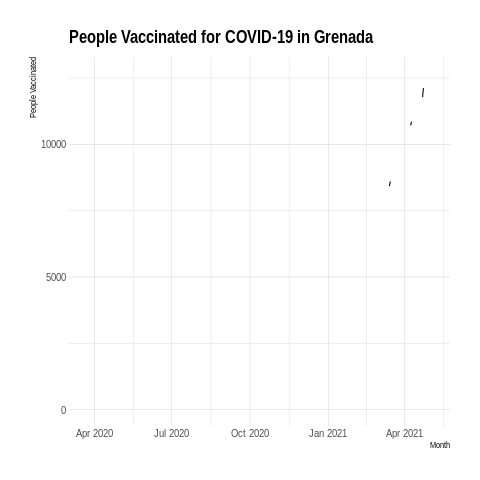 People Vaccinated for COVID-19 in Grenada
People Vaccinated
10000
5000
0
Apr 2020 Jul 2020 Oct 2020 Jan 2021 Apr 2021
Month